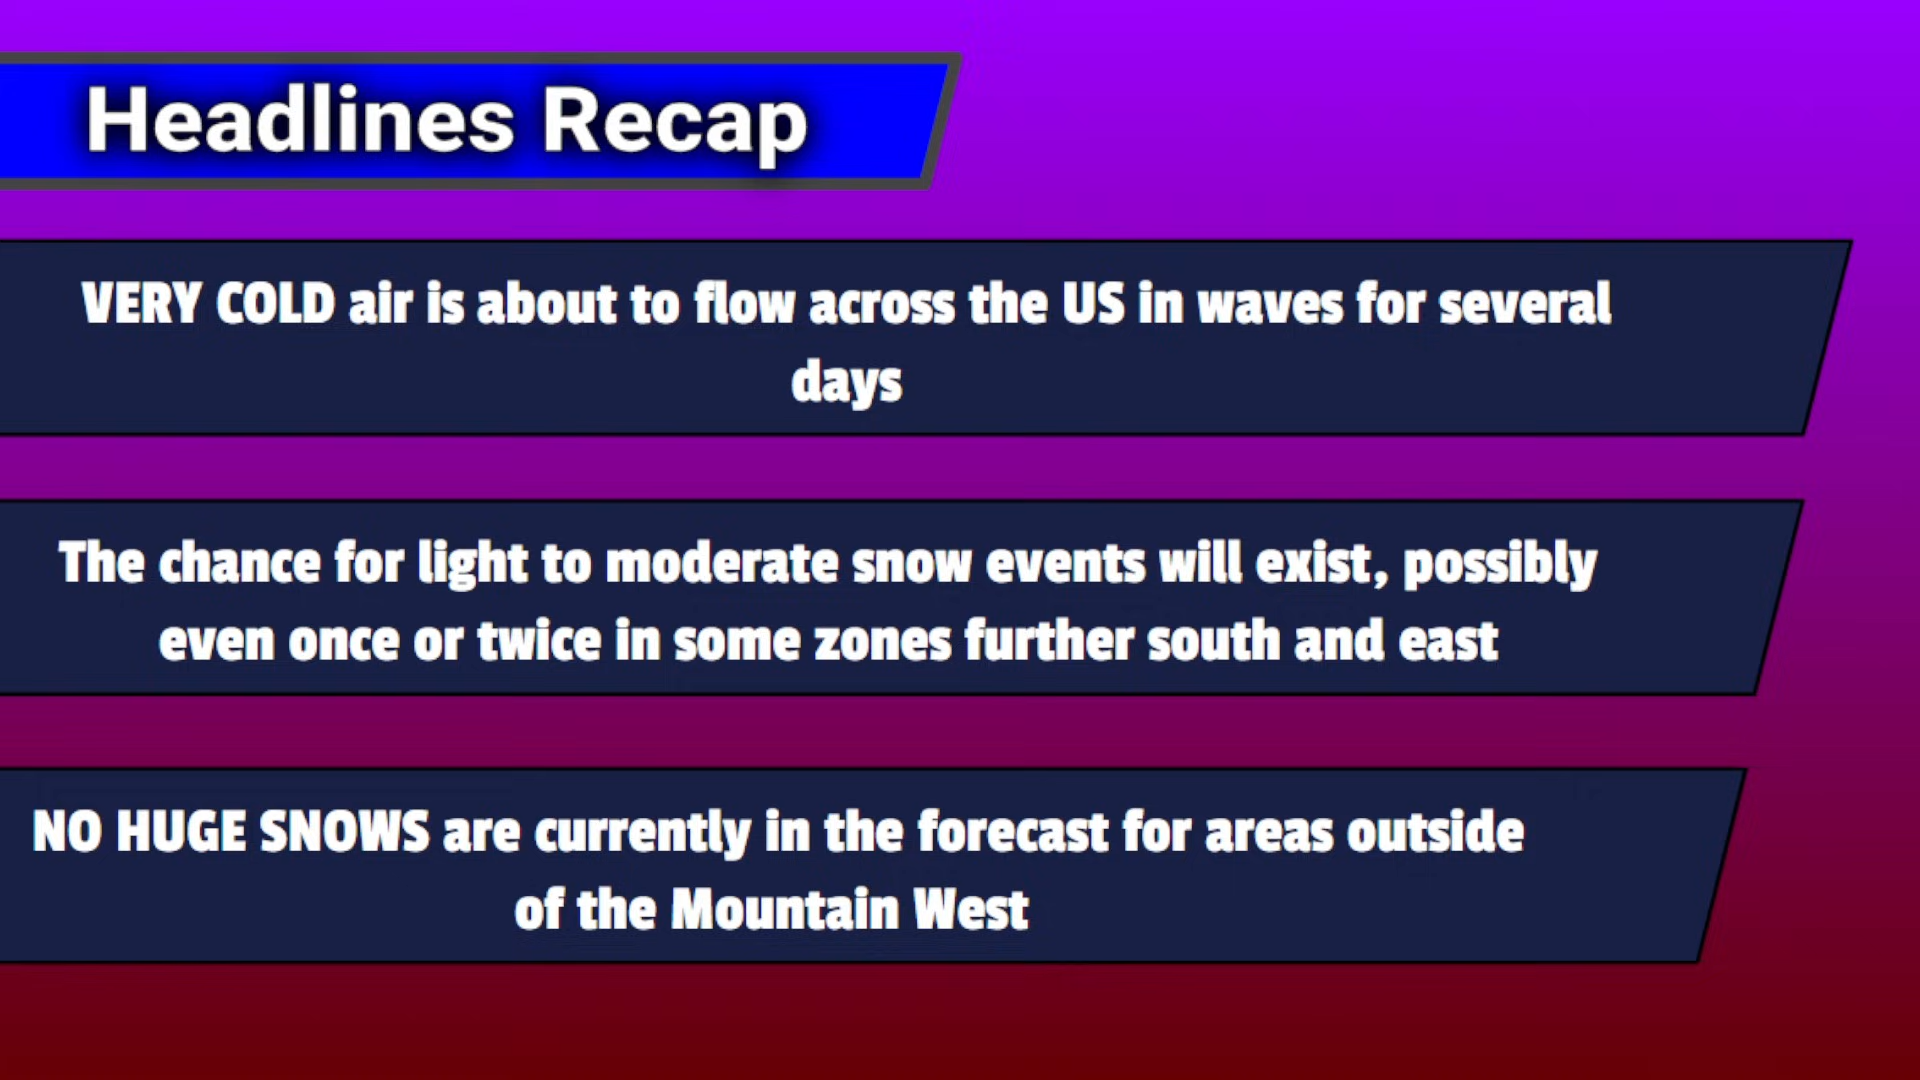 Headlines Recap
VERY COLD air is about to flow across the US in waves for several
days
The chance for light to moderate snow events will exist, possibly
even once or twice in some zones further south and east
NO HUGE SNOWS are currently in the forecast for areas outside
of the Mountain West